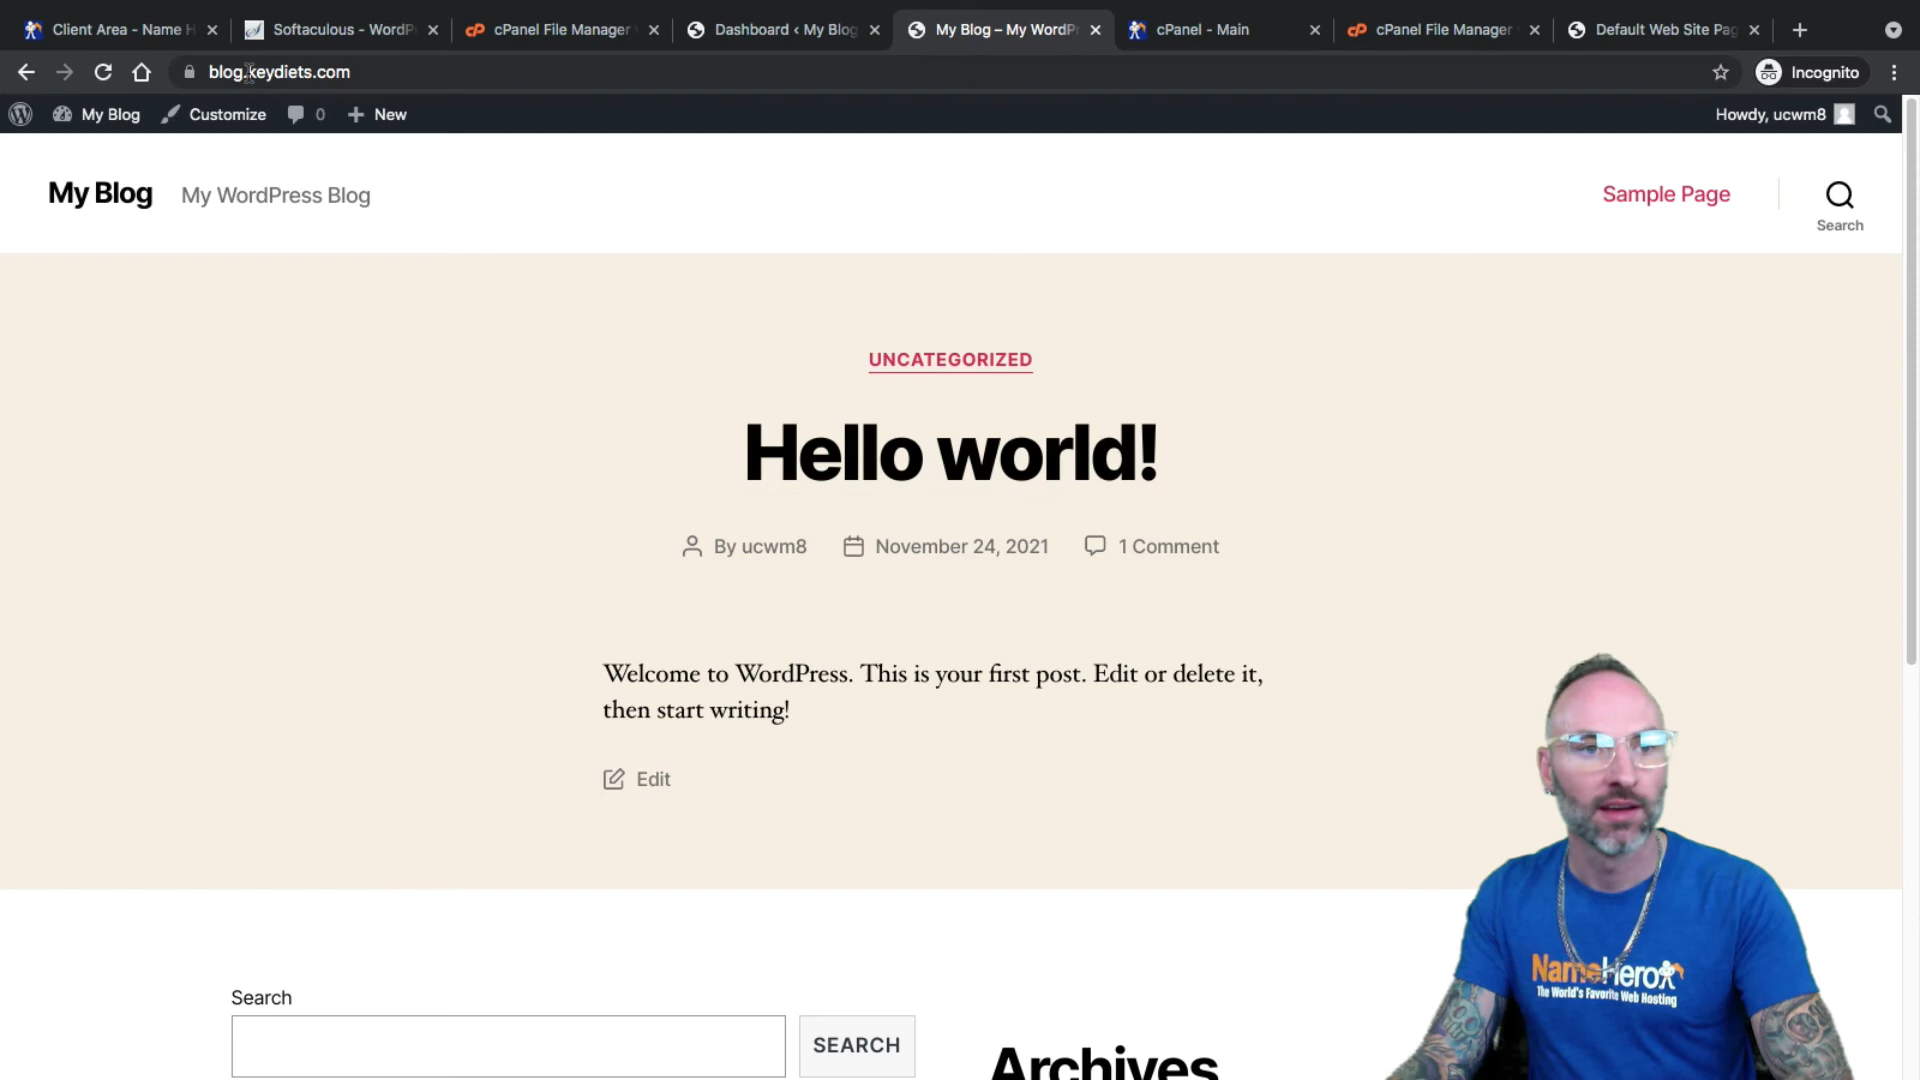 Client Area - Name H
Softaculous - WordP
cPanel File Manager
Dashboard ‹ My Blog
My Blog – My WordPr
cPanel - Main
cPanel File Manager
Default Web Site Pag
blog.keydiets.com
Incognito
My Blog
Customize
0
New
Howdy, ucwm8
My Blog
My WordPress Blog
Sample Page
Search
UNCATEGORIZED
Hello world!
By ucwm8
November 24, 2021
1 Comment
Welcome to WordPress. This is your first post. Edit or delete it,
then start writing!
Edit
NameHero
The World's Favorite Web Hosting
Search
SEARCH
Archives